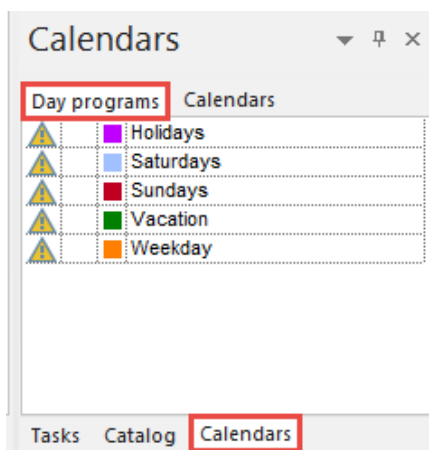 Calendars
Day programs Calendars
Holidays
Saturdays
Sundays
Vacation
Weekday
Tasks Catalog Calendars